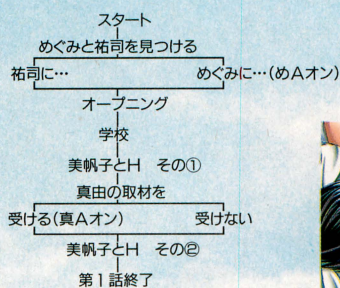 スタート
めぐみと祐司を見つける
祐司に… めぐみに…(めAオン)
オープニング
学校
美帆子とH その①
真由の取材を
受ける(真Aオン) 受けない
美帆子とH その②
第1話終了